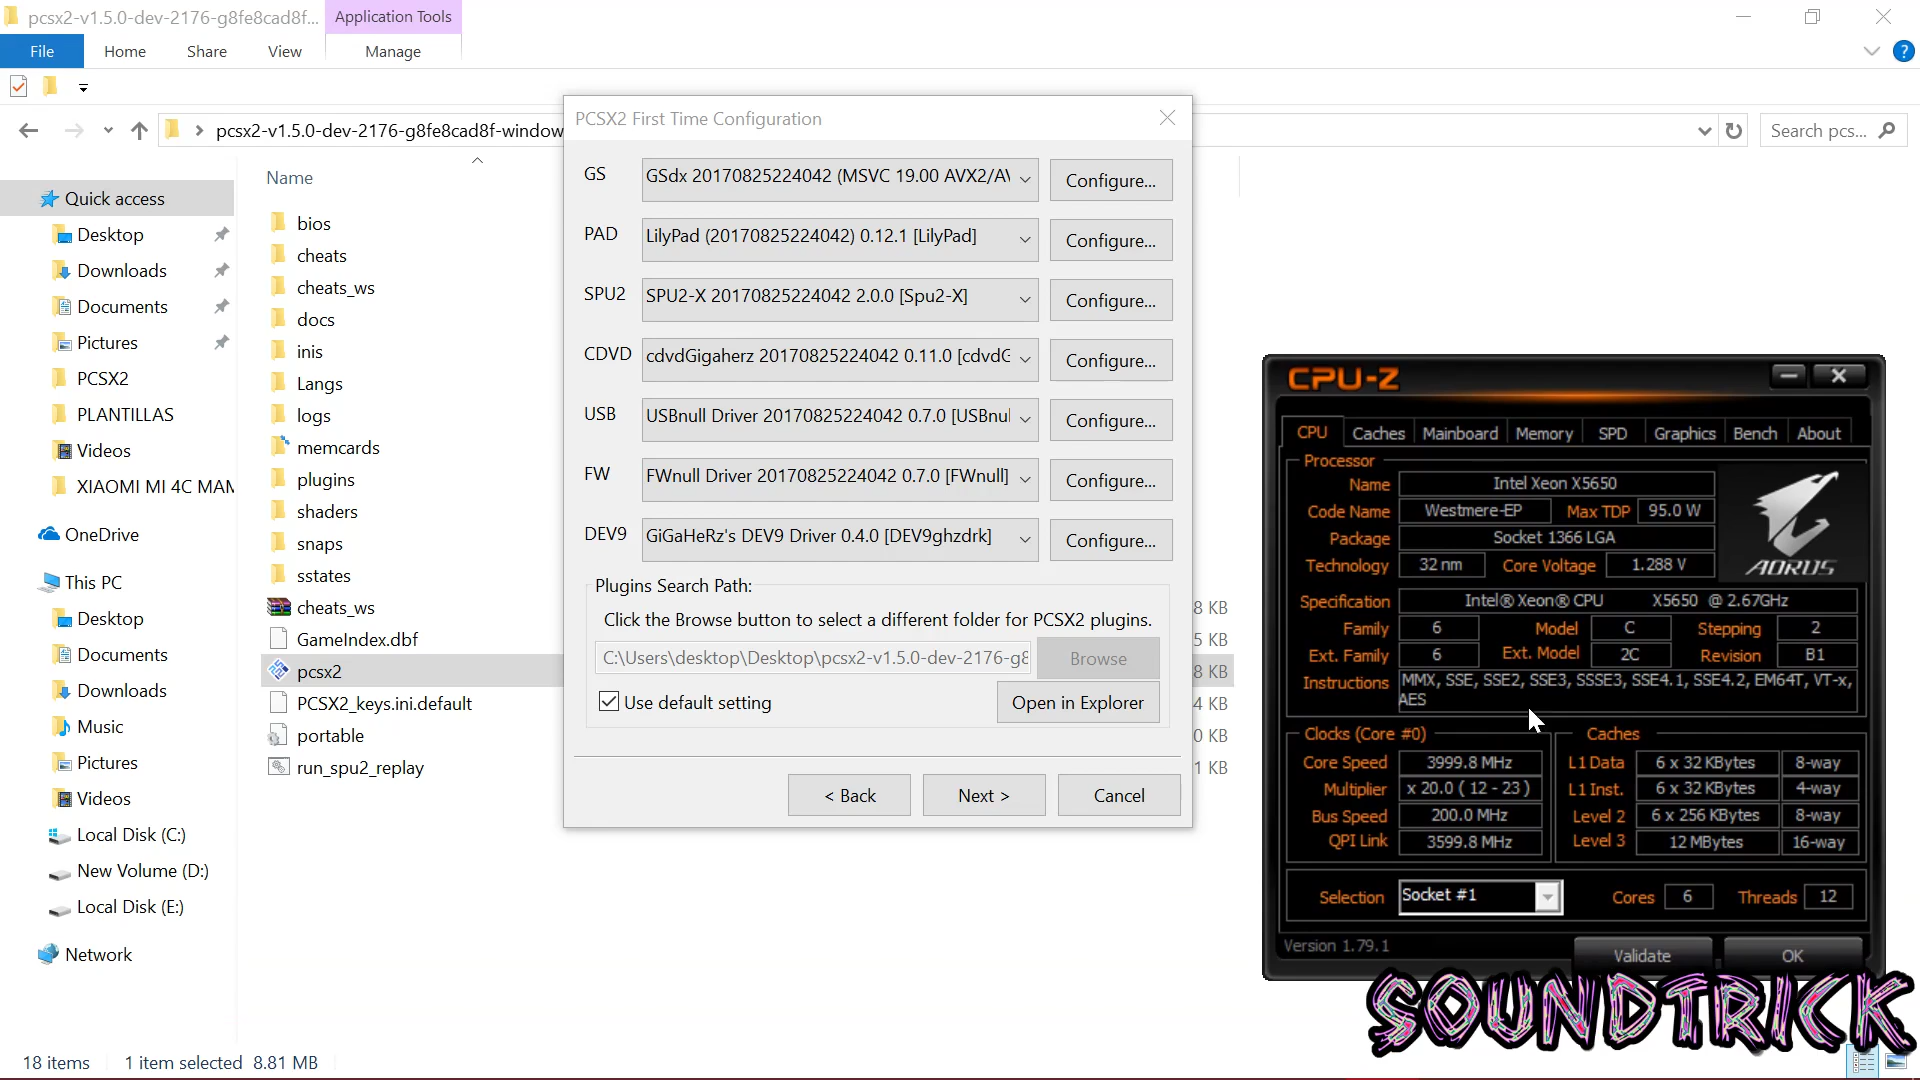 pcsx2-v1.5.0-dev-2176-g8fe8cad8f...
Application Tools
File
Home
Share
View
Manage
pcsx2-v1.5.0-dev-2176-g8fe8cad8f-window
Search pcs...
Quick access
Desktop
Downloads
Documents
Pictures
PCSX2
PLANTILLAS
Videos
XIAOMI MI 4C MAM
OneDrive
This PC
Desktop
Documents
Downloads
Music
Pictures
Videos
Local Disk (C:)
New Volume (D:)
Local Disk (E:)
Network
Name
bios
cheats
cheats_ws
docs
inis
Langs
logs
memcards
plugins
shaders
snaps
sstates
cheats_ws
8 KB
GameIndex.dbf
5 KB
pcsx2
8 KB
PCSX2_keys.ini.default
4 KB
portable
0 KB
run_spu2_replay
1 KB
PCSX2 First Time Configuration
GS
GSdx 20170825224042 (MSVC 19.00 AVX2/AV
Configure...
PAD
LilyPad (20170825224042) 0.12.1 [LilyPad]
Configure...
SPU2
SPU2-X 20170825224042 2.0.0 [Spu2-X]
Configure...
CDVD
cdvdGigaherz 20170825224042 0.11.0 [cdvdG
Configure...
USB
USBnull Driver 20170825224042 0.7.0 [USBnul
Configure...
FW
FWnull Driver 20170825224042 0.7.0 [FWnull]
Configure...
DEV9
GiGaHeRz's DEV9 Driver 0.4.0 [DEV9ghzdrk]
Configure...
Plugins Search Path:
Click the Browse button to select a different folder for PCSX2 plugins.
C:\Users\desktop\Desktop\pcsx2-v1.5.0-dev-2176-g8
Browse
Use default setting
Open in Explorer
< Back
Next >
Cancel
CPU-Z
CPU
Caches
Mainboard
Memory
SPD
Graphics
Bench
About
Processor
Name
Intel Xeon X5650
Code Name
Westmere-EP
Max TDP
95.0 W
Package
Socket 1366 LGA
Technology
32 nm
Core Voltage
1.288 V
AORUS
Specification
Intel® Xeon® CPU X5650 @ 2.67GHz
Family
6
Model
C
Stepping
2
Ext. Family
6
Ext. Model
2C
Revision
B1
Instructions
MMX, SSE, SSE2, SSE3, SSSE3, SSE4.1, SSE4.2, EM64T, VT-x,
AES
Clocks (Core #0)
Core Speed
3999.8 MHz
Multiplier
x 20.0 ( 12 - 23 )
Bus Speed
200.0 MHz
QPI Link
3599.8 MHz
Caches
L1 Data
6 x 32 KBytes
8-way
L1 Inst.
6 x 32 KBytes
4-way
Level 2
6 x 256 KBytes
8-way
Level 3
12 MBytes
16-way
Selection
Socket #1
Cores
6
Threads
12
Version 1.79.1
Validate
OK
SOUNDTRICK
18 items
1 item selected 8.81 MB